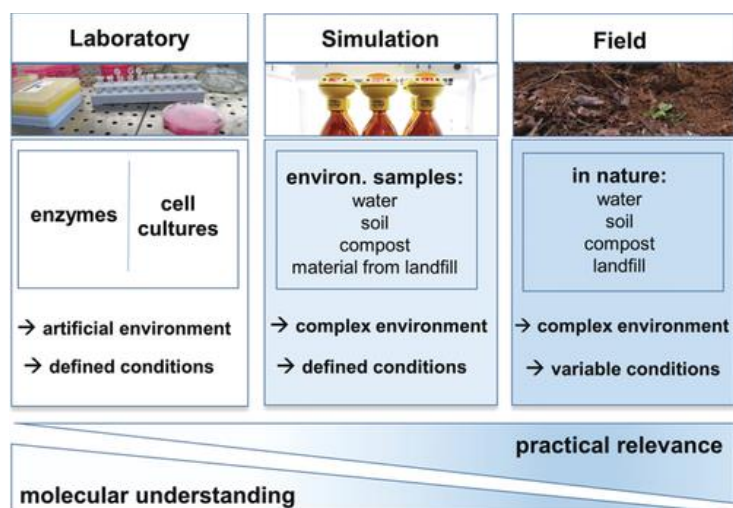 Laboratory
Simulation
Field
enzymes
cell
cultures
→ artificial environment
→ defined conditions
environ. samples:
water
soil
compost
material from landfill
→ complex environment
→ defined conditions
in nature:
water
soil
compost
landfill
→ complex environment
→ variable conditions
practical relevance
molecular understanding